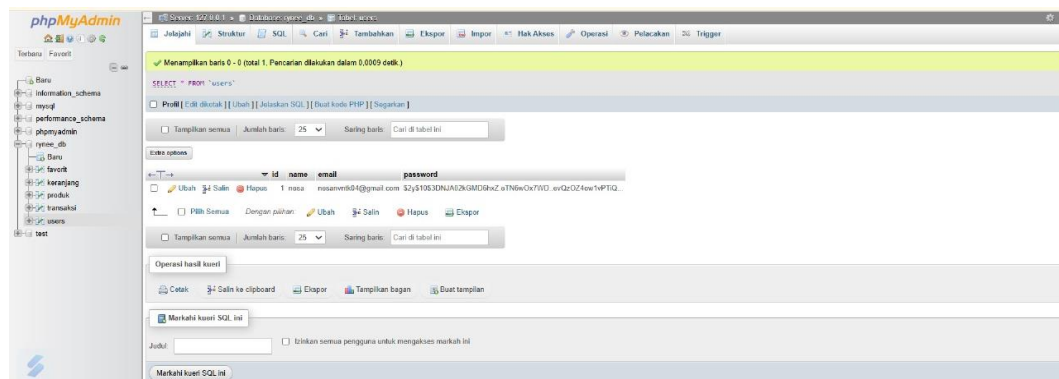 phpMyAdmin
Terbaru Favorit
Baru
information_schema
mysql
performance_schema
phpmyadmin
rynee_db
Baru
favorit
keranjang
produk
transaksi
users
test
Server: 127.0.0.1 » Database: rynee_db » Tabel: users
Jelajahi Struktur SQL Cari Tambahkan Ekspor Impor Hak Akses Operasi Pelacakan Trigger
Menampilkan baris 0 - 0 (total 1, Pencarian dilakukan dalam 0,0009 detik.)
SELECT * FROM `users`
Profil [ Edit dikotak ] [ Ubah ] [ Jelaskan SQL ] [ Buat kode PHP ] [ Segarkan ]
Tampilkan semua Jumlah baris: 25 Saring baris: Cari di tabel ini
Extra options
id name email password
Ubah Salin Hapus 1 nasa
Pilih Semua Dengan pilihan: Ubah Salin Hapus Ekspor
Tampilkan semua Jumlah baris: 25 Saring baris: Cari di tabel ini
Operasi hasil kueri
Cetak Salin ke clipboard Ekspor Tampilkan bagan Buat tampilan
Markahi kueri SQL ini
Judul: Izinkan semua pengguna untuk mengakses markah ini
Markahi kueri SQL ini